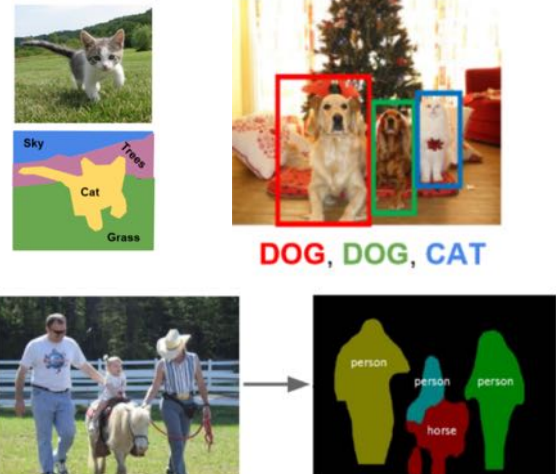 Sky
Trees
Cat
Grass
DOG, DOG, CAT
person
person
person
horse